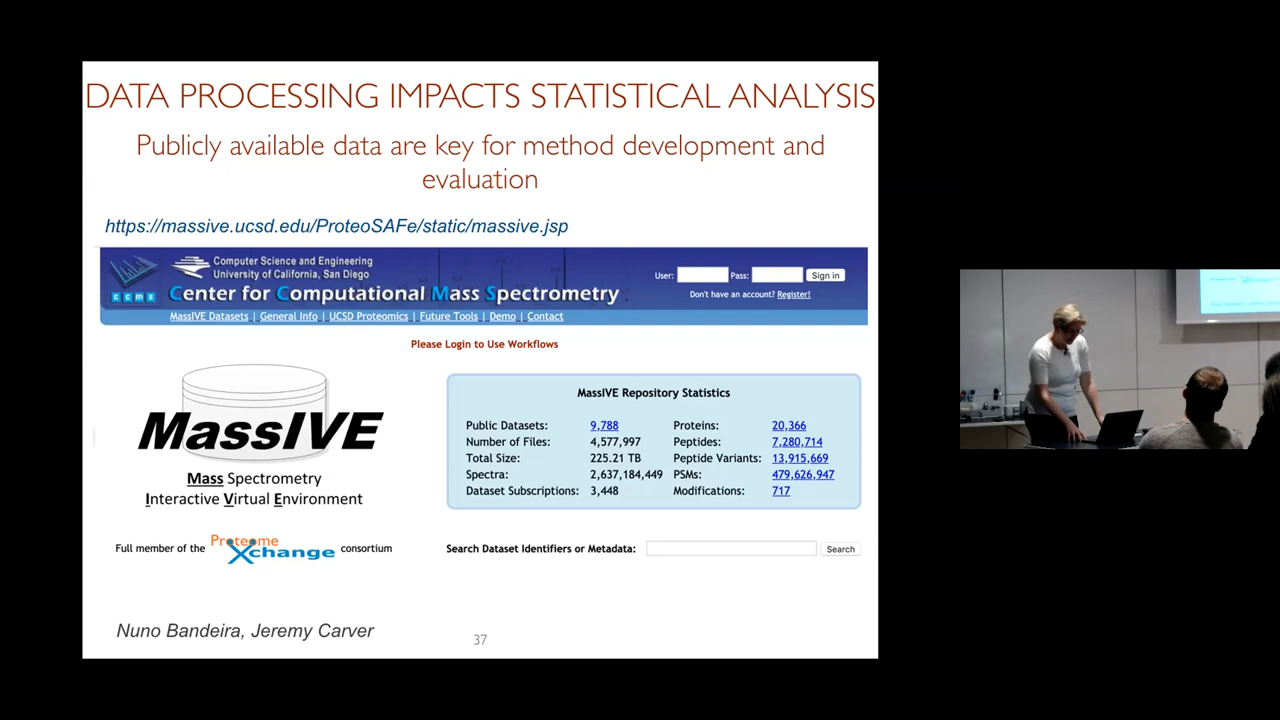 DATA PROCESSING IMPACTS STATISTICAL ANALYSIS
Publicly available data are key for method development and
evaluation
https://massive.ucsd.edu/ProteoSAFe/static/massive.jsp
ccms
Computer Science and Engineering
University of California, San Diego
Center for Computational Mass Spectrometry
User: Pass: Sign in
Don't have an account? Register!
MassIVE Datasets | General Info | UCSD Proteomics | Future Tools | Demo | Contact
Please Login to Use Workflows
MassIVE
Mass Spectrometry
Interactive Virtual Environment
Full member of the Proteome Xchange consortium
MassIVE Repository Statistics
Public Datasets: 9,788 Proteins: 20,366
Number of Files: 4,577,997 Peptides: 7,280,714
Total Size: 225.21 TB Peptide Variants: 13,915,669
Spectra: 2,637,184,449 PSMs: 479,626,947
Dataset Subscriptions: 3,448 Modifications: 717
Search Dataset Identifiers or Metadata: Search
Nuno Bandeira, Jeremy Carver
37